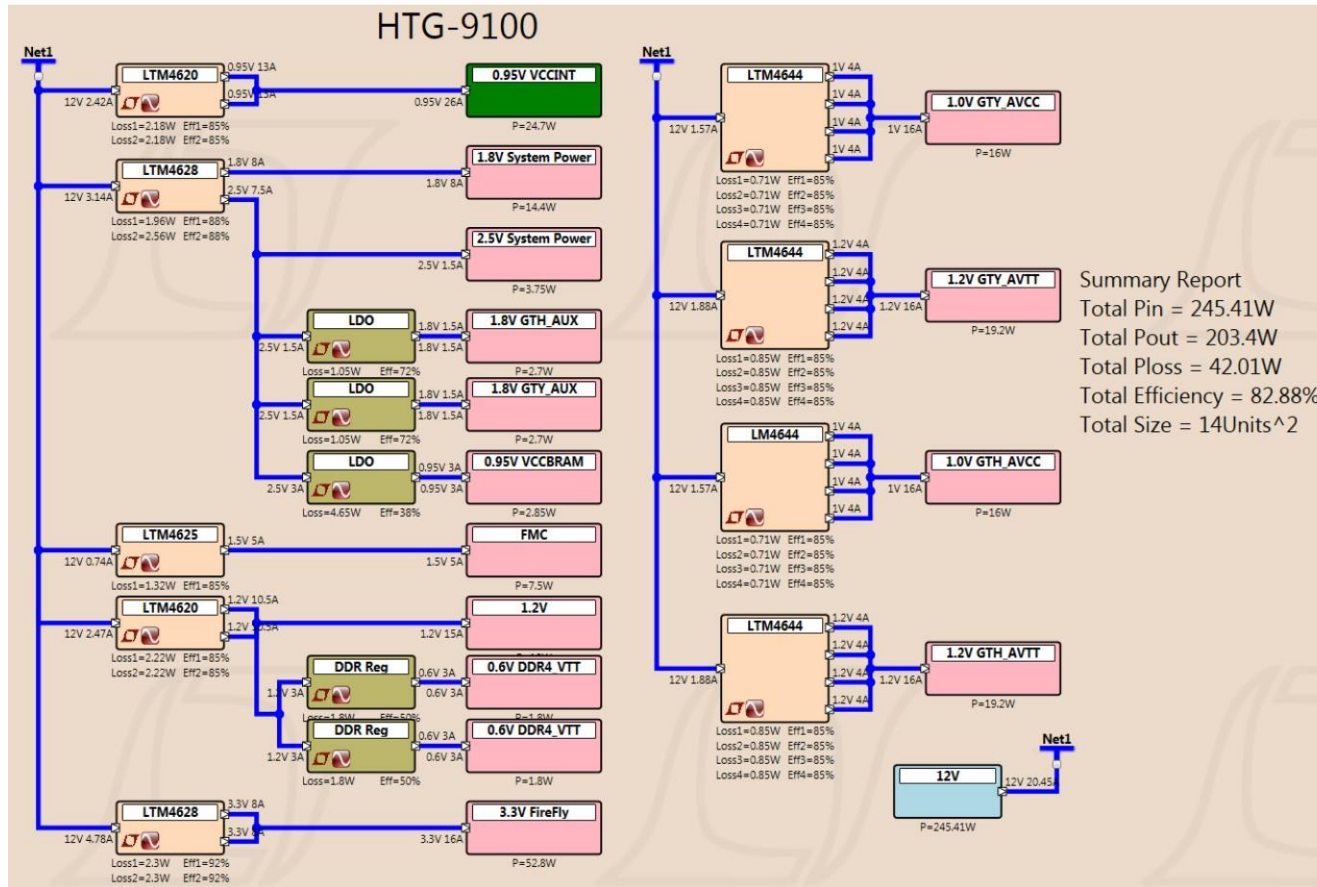 HTG-9100
Net1
LTM4620
0.95V 13A
0.95V 13A
12V 2.42A
Loss1=2.18W Eff1=85%
Loss2=2.18W Eff2=85%
0.95V VCCINT
0.95V 26A
P=24.7W
LTM4628
1.8V 8A
2.5V 7.5A
12V 3.14A
Loss1=1.96W Eff1=88%
Loss2=2.56W Eff2=88%
1.8V System Power
1.8V 8A
P=14.4W
2.5V System Power
2.5V 1.5A
P=3.75W
LDO
2.5V 1.5A
1.8V 1.5A
1.8V 1.5A
Loss=1.05W Eff=72%
1.8V GTH_AUX
P=2.7W
LDO
2.5V 1.5A
1.8V 1.5A
1.8V 1.5A
Loss=1.05W Eff=72%
1.8V GTY_AUX
P=2.7W
LDO
2.5V 3A
0.95V 3A
0.95V 3A
Loss=4.65W Eff=38%
0.95V VCCBRAM
P=2.85W
LTM4625
1.5V 5A
12V 0.74A
Loss1=1.32W Eff1=85%
FMC
1.5V 5A
P=7.5W
LTM4620
1.2V 10.5A
1.2V 10.5A
12V 2.47A
Loss1=2.22W Eff1=85%
Loss2=2.22W Eff2=85%
1.2V
1.2V 15A
DDR Reg
1.2V 3A
0.6V 3A
0.6V 3A
Loss=1.8W Eff=50%
0.6V DDR4_VTT
P=1.8W
DDR Reg
1.2V 3A
0.6V 3A
0.6V 3A
Loss=1.8W Eff=50%
0.6V DDR4_VTT
P=1.8W
LTM4628
3.3V 8A
3.3V 8A
12V 4.78A
Loss1=2.3W Eff1=92%
Loss2=2.3W Eff2=92%
3.3V FireFly
3.3V 16A
P=52.8W
Net1
LTM4644
1V 4A
1V 4A
1V 4A
1V 4A
12V 1.57A
Loss1=0.71W Eff1=85%
Loss2=0.71W Eff2=85%
Loss3=0.71W Eff3=85%
Loss4=0.71W Eff4=85%
1.0V GTY_AVCC
1V 16A
P=16W
LTM4644
1.2V 4A
1.2V 4A
1.2V 4A
1.2V 4A
12V 1.88A
Loss1=0.85W Eff1=85%
Loss2=0.85W Eff2=85%
Loss3=0.85W Eff3=85%
Loss4=0.85W Eff4=85%
1.2V GTY_AVTT
1.2V 16A
P=19.2W
LM4644
1V 4A
1V 4A
1V 4A
1V 4A
12V 1.57A
Loss1=0.71W Eff1=85%
Loss2=0.71W Eff2=85%
Loss3=0.71W Eff3=85%
Loss4=0.71W Eff4=85%
1.0V GTH_AVCC
1V 16A
P=16W
LTM4644
1.2V 4A
1.2V 4A
1.2V 4A
1.2V 4A
12V 1.88A
Loss1=0.85W Eff1=85%
Loss2=0.85W Eff2=85%
Loss3=0.85W Eff3=85%
Loss4=0.85W Eff4=85%
1.2V GTH_AVTT
1.2V 16A
P=19.2W
Net1
12V
12V 20.45A
P=245.41W
Summary Report
Total Pin = 245.41W
Total Pout = 203.4W
Total Ploss = 42.01W
Total Efficiency = 82.88%
Total Size = 14Units^2